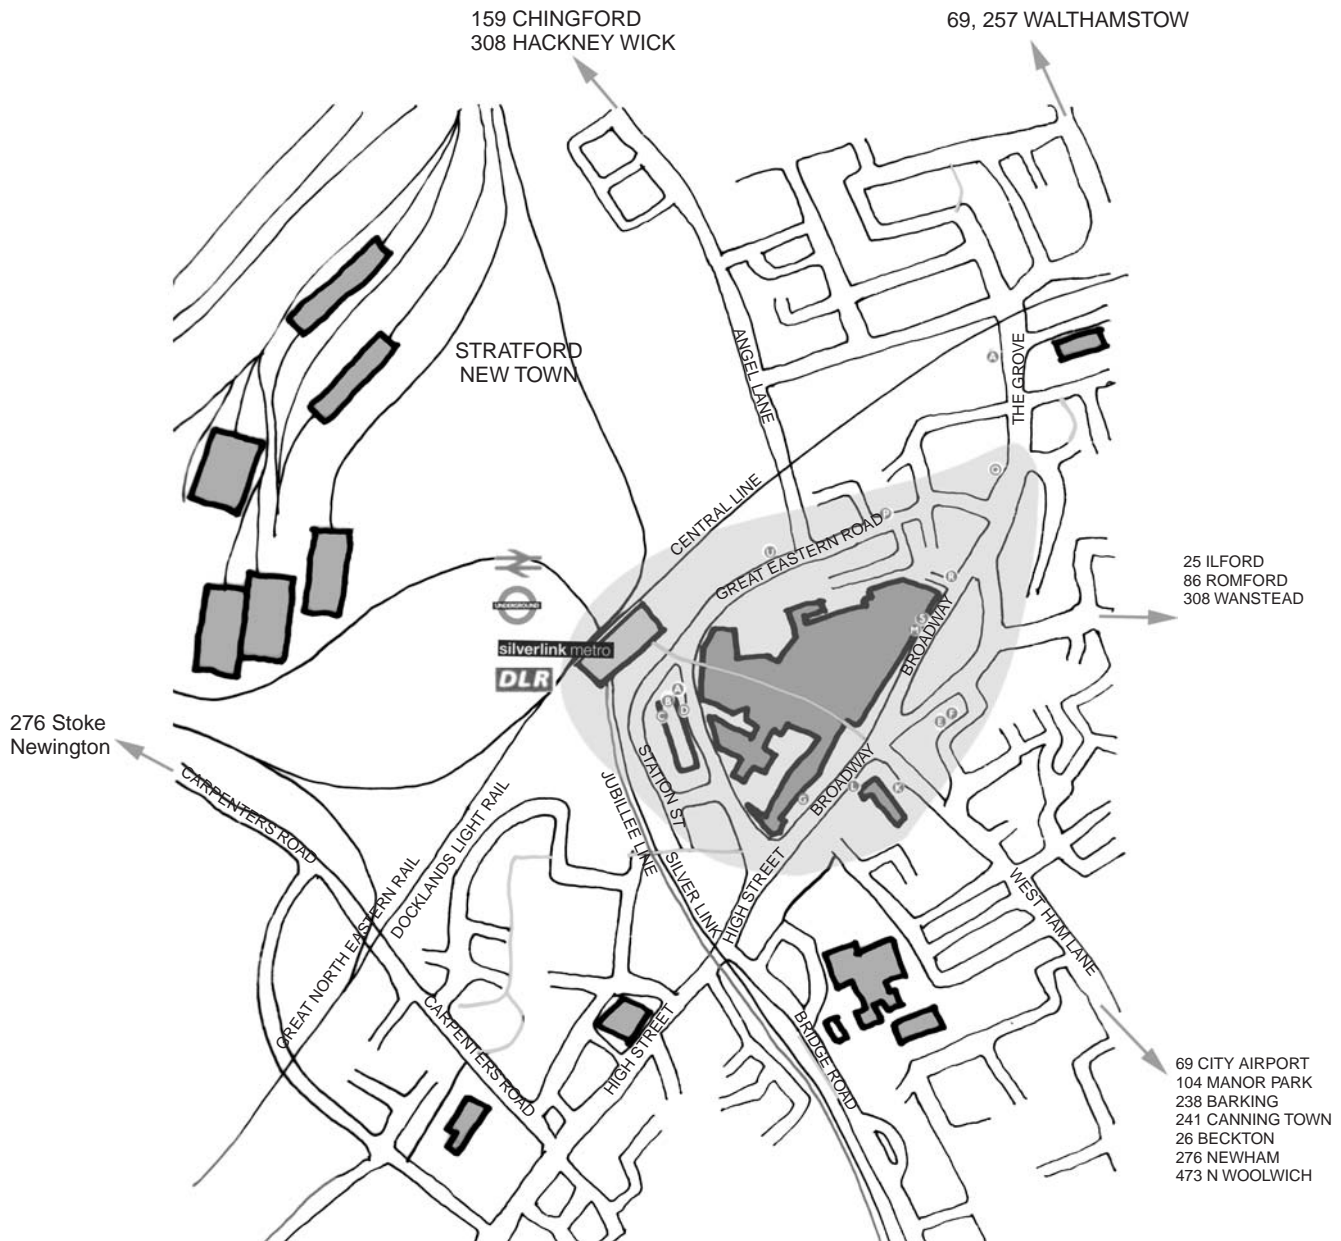 159 CHINGFORD
308 HACKNEY WICK
69, 257 WALTHAMSTOW
STRATFORD
NEW TOWN
ANGEL LANE
THE GROVE
A
CENTRAL LINE
GREAT EASTERN ROAD
P
U
R
S
M
BROADWAY
25 ILFORD
86 ROMFORD
308 WANSTEAD
UNDERGROUND
silverlink metro
DLR
A
B
C
D
E F
276 Stoke
Newington
CARPENTERS ROAD
STATION ST
BROADWAY
G
L
K
JUBILLEE LINE
SILVER LINK
HIGH STREET
DOCKLANDS LIGHT RAIL
GREAT NORTH EASTERN RAIL
WEST HAM LANE
CARPENTERS ROAD
HIGH STREET
BRIDGE ROAD
69 CITY AIRPORT
104 MANOR PARK
238 BARKING
241 CANNING TOWN
26 BECKTON
276 NEWHAM
473 N WOOLWICH